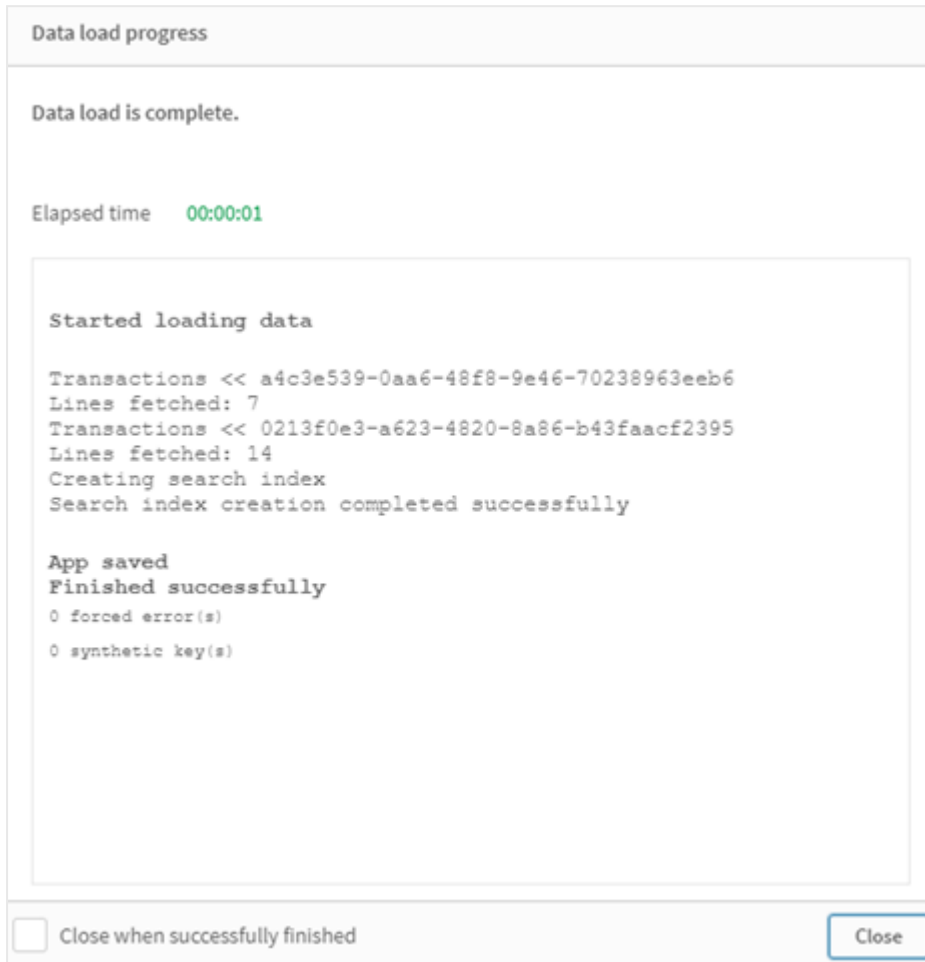 Data load progress
Data load is complete.
Elapsed time 00:00:01
Started loading data
Transactions << a4c3e539-0aa6-48f8-9e46-70238963eeb6
Lines fetched: 7
Transactions << 0213f0e3-a623-4820-8a86-b43faacf2395
Lines fetched: 14
Creating search index
Search index creation completed successfully
App saved
Finished successfully
0 forced error(s)
0 synthetic key(s)
Close when successfully finished
Close